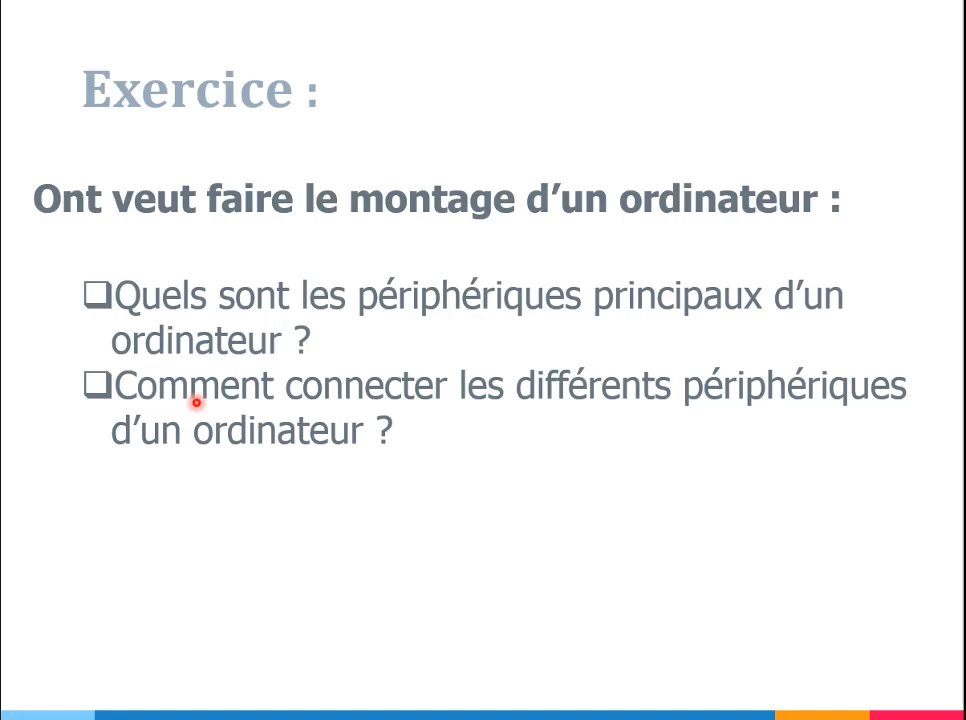 Exercice :
Ont veut faire le montage d’un ordinateur :
❑Quels sont les périphériques principaux d’un
ordinateur ?
❑Comment connecter les différents périphériques
d’un ordinateur ?